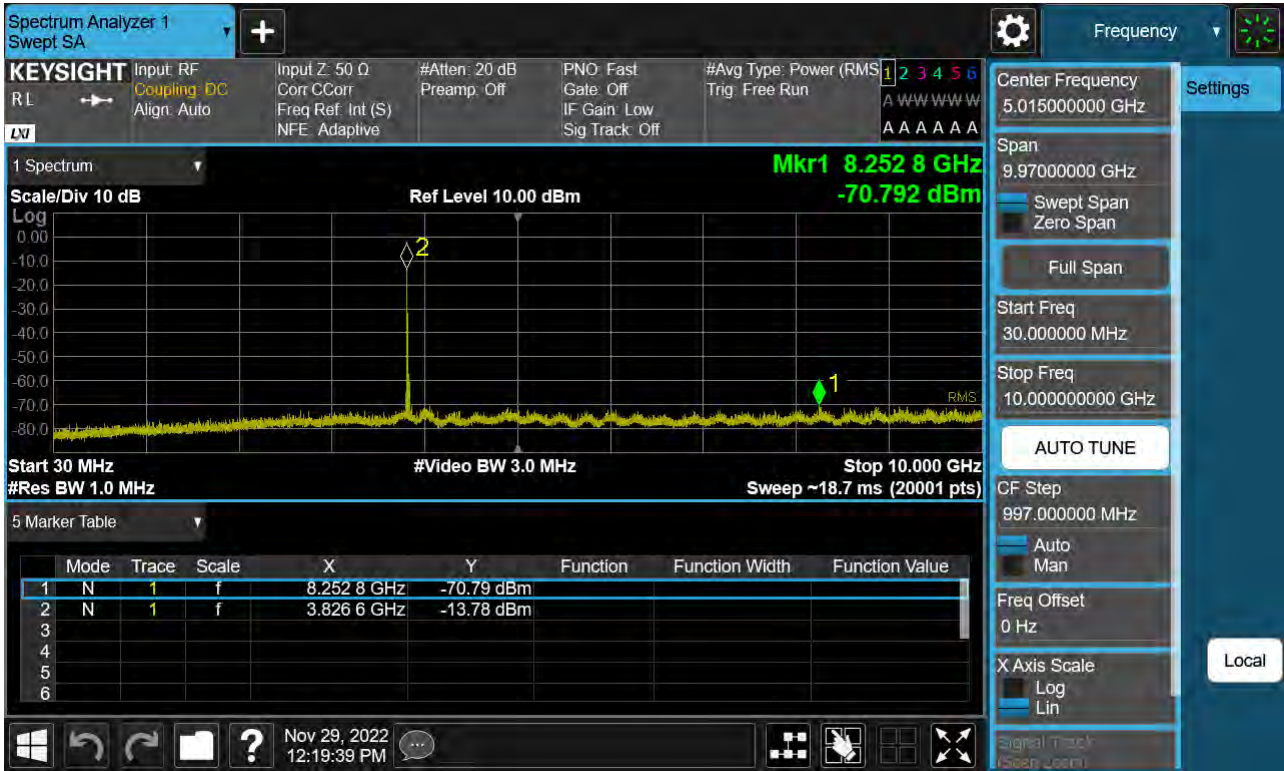 Spectrum Analyzer 1
Swept SA
+
Frequency
KEYSIGHT
RL
LXI
Input: RF
Coupling: DC
Align: Auto
Input Z: 50 Ω
Corr CCorr
Freq Ref: Int (S)
NFE: Adaptive
#Atten: 20 dB
Preamp: Off
PNO: Fast
Gate: Off
IF Gain: Low
Sig Track: Off
#Avg Type: Power (RMS
Trig: Free Run
1 2 3 4 5 6
A W W W W W
A A A A A A
1 Spectrum
Mkr1 8.252 8 GHz
-70.792 dBm
Scale/Div 10 dB
Ref Level 10.00 dBm
Log
0.00
-10.0
-20.0
-30.0
-40.0
-50.0
-60.0
-70.0
-80.0
2
1
RMS
Start 30 MHz
#Video BW 3.0 MHz
Stop 10.000 GHz
#Res BW 1.0 MHz
Sweep ~18.7 ms (20001 pts)
5 Marker Table
Mode Trace Scale X Y Function Function Width Function Value
1 N 1 f 8.252 8 GHz -70.79 dBm
2 N 1 f 3.826 6 GHz -13.78 dBm
3
4
5
6
Nov 29, 2022
12:19:39 PM
?
Center Frequency
5.015000000 GHz
Span
9.97000000 GHz
Swept Span
Zero Span
Full Span
Start Freq
30.000000 MHz
Stop Freq
10.000000000 GHz
AUTO TUNE
CF Step
997.000000 MHz
Auto
Man
Freq Offset
0 Hz
X Axis Scale
Log
Lin
Signal Track
(Span Zoom)
Settings
Local